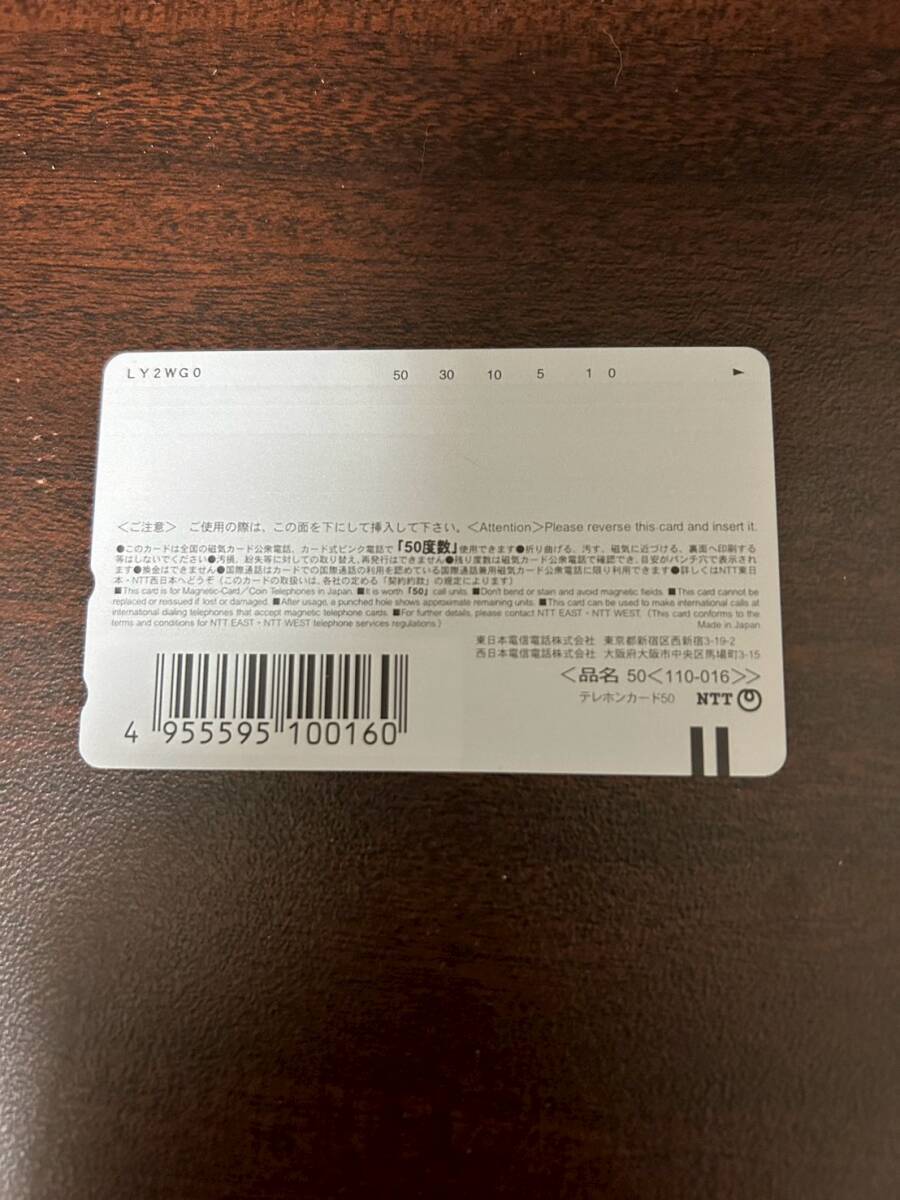 LY2WG0 50 30 10 5 1 0 ►
＜ご注意＞ ご使用の際は、この面を下にして挿入して下さい。＜Attention＞Please reverse this card and insert it.
●このカードは全国の磁気カード公衆電話、カード式ピンク電話で「50度数」使用できます●折り曲げる、汚す、磁気に近づける、裏面へ印刷する
等はしないでください●汚損、紛失等に対しての取り替え、再発行はできません●残り度数は磁気カード公衆電話で確認でき、目安がパンチ穴で表示され
ます●換金はできません●国際通話はカードでの国際通話の利用を認めている国際通話兼用磁気カード公衆電話に限り利用できます●詳しくはNTT東日
本・NTT西日本へどうぞ（このカードの取扱いは、各社の定める「契約約款」の規定によります）
■This card is for Magnetic-Card／Coin Telephones in Japan. ■It is worth「50」call units. ■Don't bend or stain and avoid magnetic fields. ■This card cannot be
replaced or reissued if lost or damaged. ■After usage, a punched hole shows approximate remaining units. ■This card can be used to make international calls at
international dialing telephones that accept magnetic telephone cards. ■For further details, please contact NTT EAST・NTT WEST.（This card conforms to the
terms and conditions for NTT EAST・NTT WEST telephone services regulations.） Made in Japan
東日本電信電話株式会社 東京都新宿区西新宿3-19-2
西日本電信電話株式会社 大阪府大阪市中央区馬場町3-15
＜品名 50＜110-016＞＞
テレホンカード50 NTT
4 955595 100160